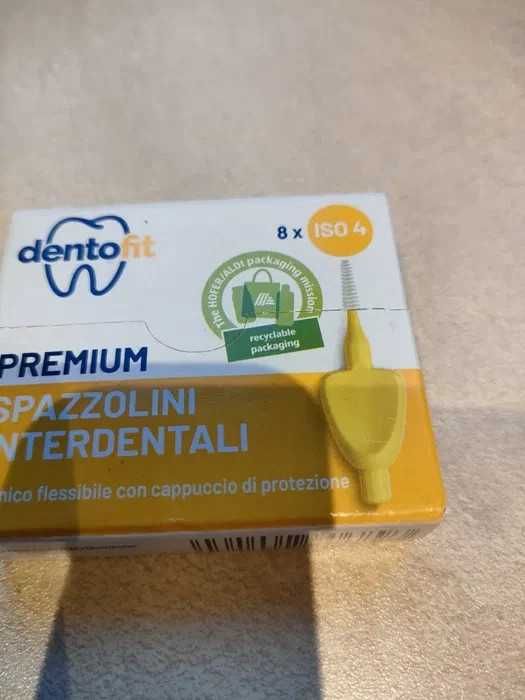 dentofit
8 x ISO 4
The HOFER/ALDI packaging mission
recyclable
packaging
PREMIUM
SPAZZOLINI
NTERDENTALI
nico flessibile con cappuccio di protezione